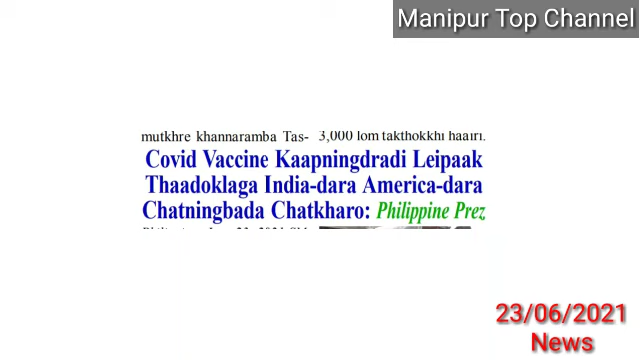 Manipur Top Channel
mutkhre khannaramba Tas- 3,000 lom takthokkhi haairi.
Covid Vaccine Kaapningdradi Leipaak
Thaadoklaga India-dara America-dara
Chatningbada Chatkharo: Philippine Prez
23/06/2021
News